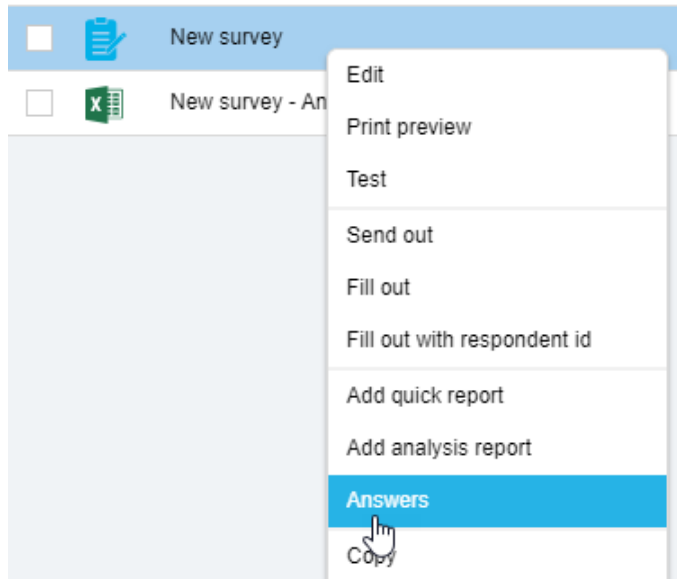 New survey
New survey - An
Edit
Print preview
Test
Send out
Fill out
Fill out with respondent id
Add quick report
Add analysis report
Answers
Copy